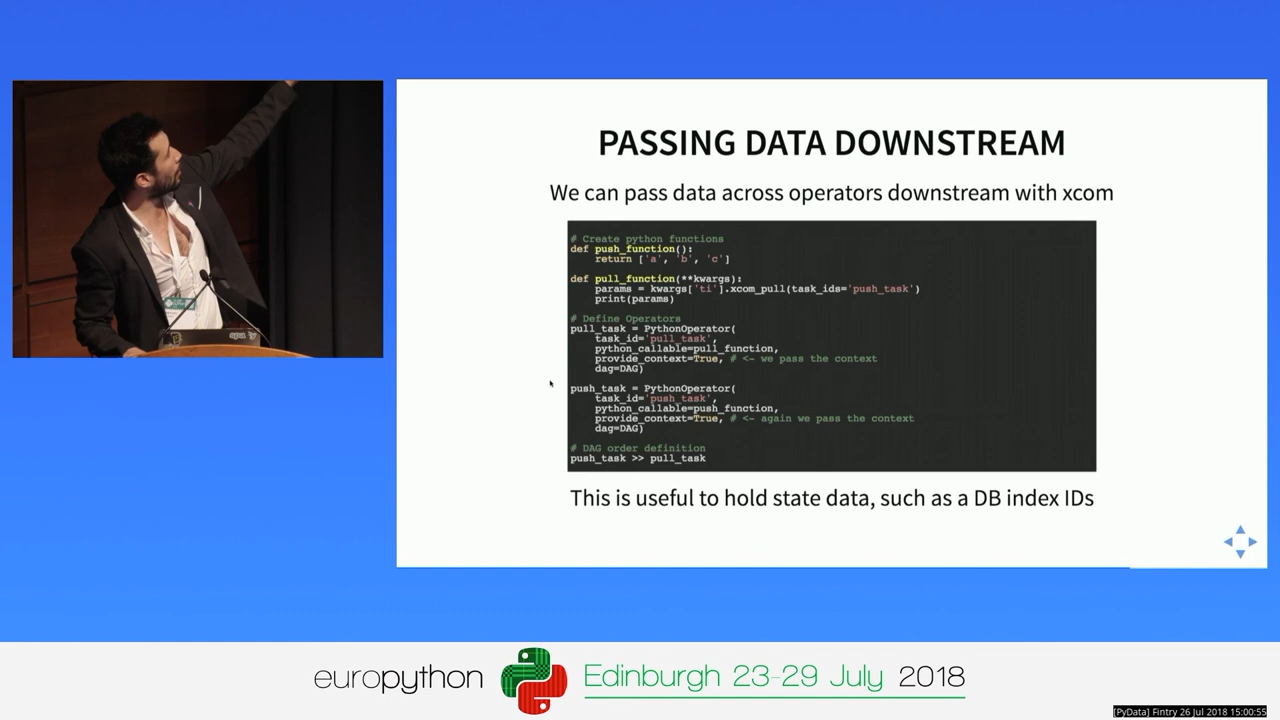 PASSING DATA DOWNSTREAM
We can pass data across operators downstream with xcom
# Create python functions
def push_function():
    return ['a', 'b', 'c']
def pull_function(**kwargs):
    params = kwargs['ti'].xcom_pull(task_ids='push_task')
    print(params)
# Define Operators
pull_task = PythonOperator(
    task_id='pull_task',
    python_callable=pull_function,
    provide_context=True, # <- we pass the context
    dag=DAG)
push_task = PythonOperator(
    task_id='push_task',
    python_callable=push_function,
    provide_context=True, # <- again we pass the context
    dag=DAG)
# DAG order definition
push_task >> pull_task
This is useful to hold state data, such as a DB index IDs
europython
Edinburgh 23-29 July 2018
[PyData] Fintry 26 Jul 2018 15:00:55